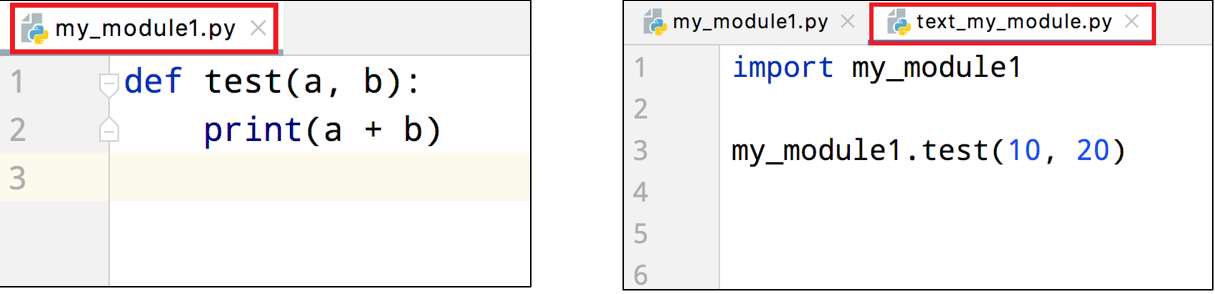 my_module1.py
1 def test(a, b):
2     print(a + b)
3
my_module1.py text_my_module.py
1 import my_module1
2
3 my_module1.test(10, 20)
4
5
6